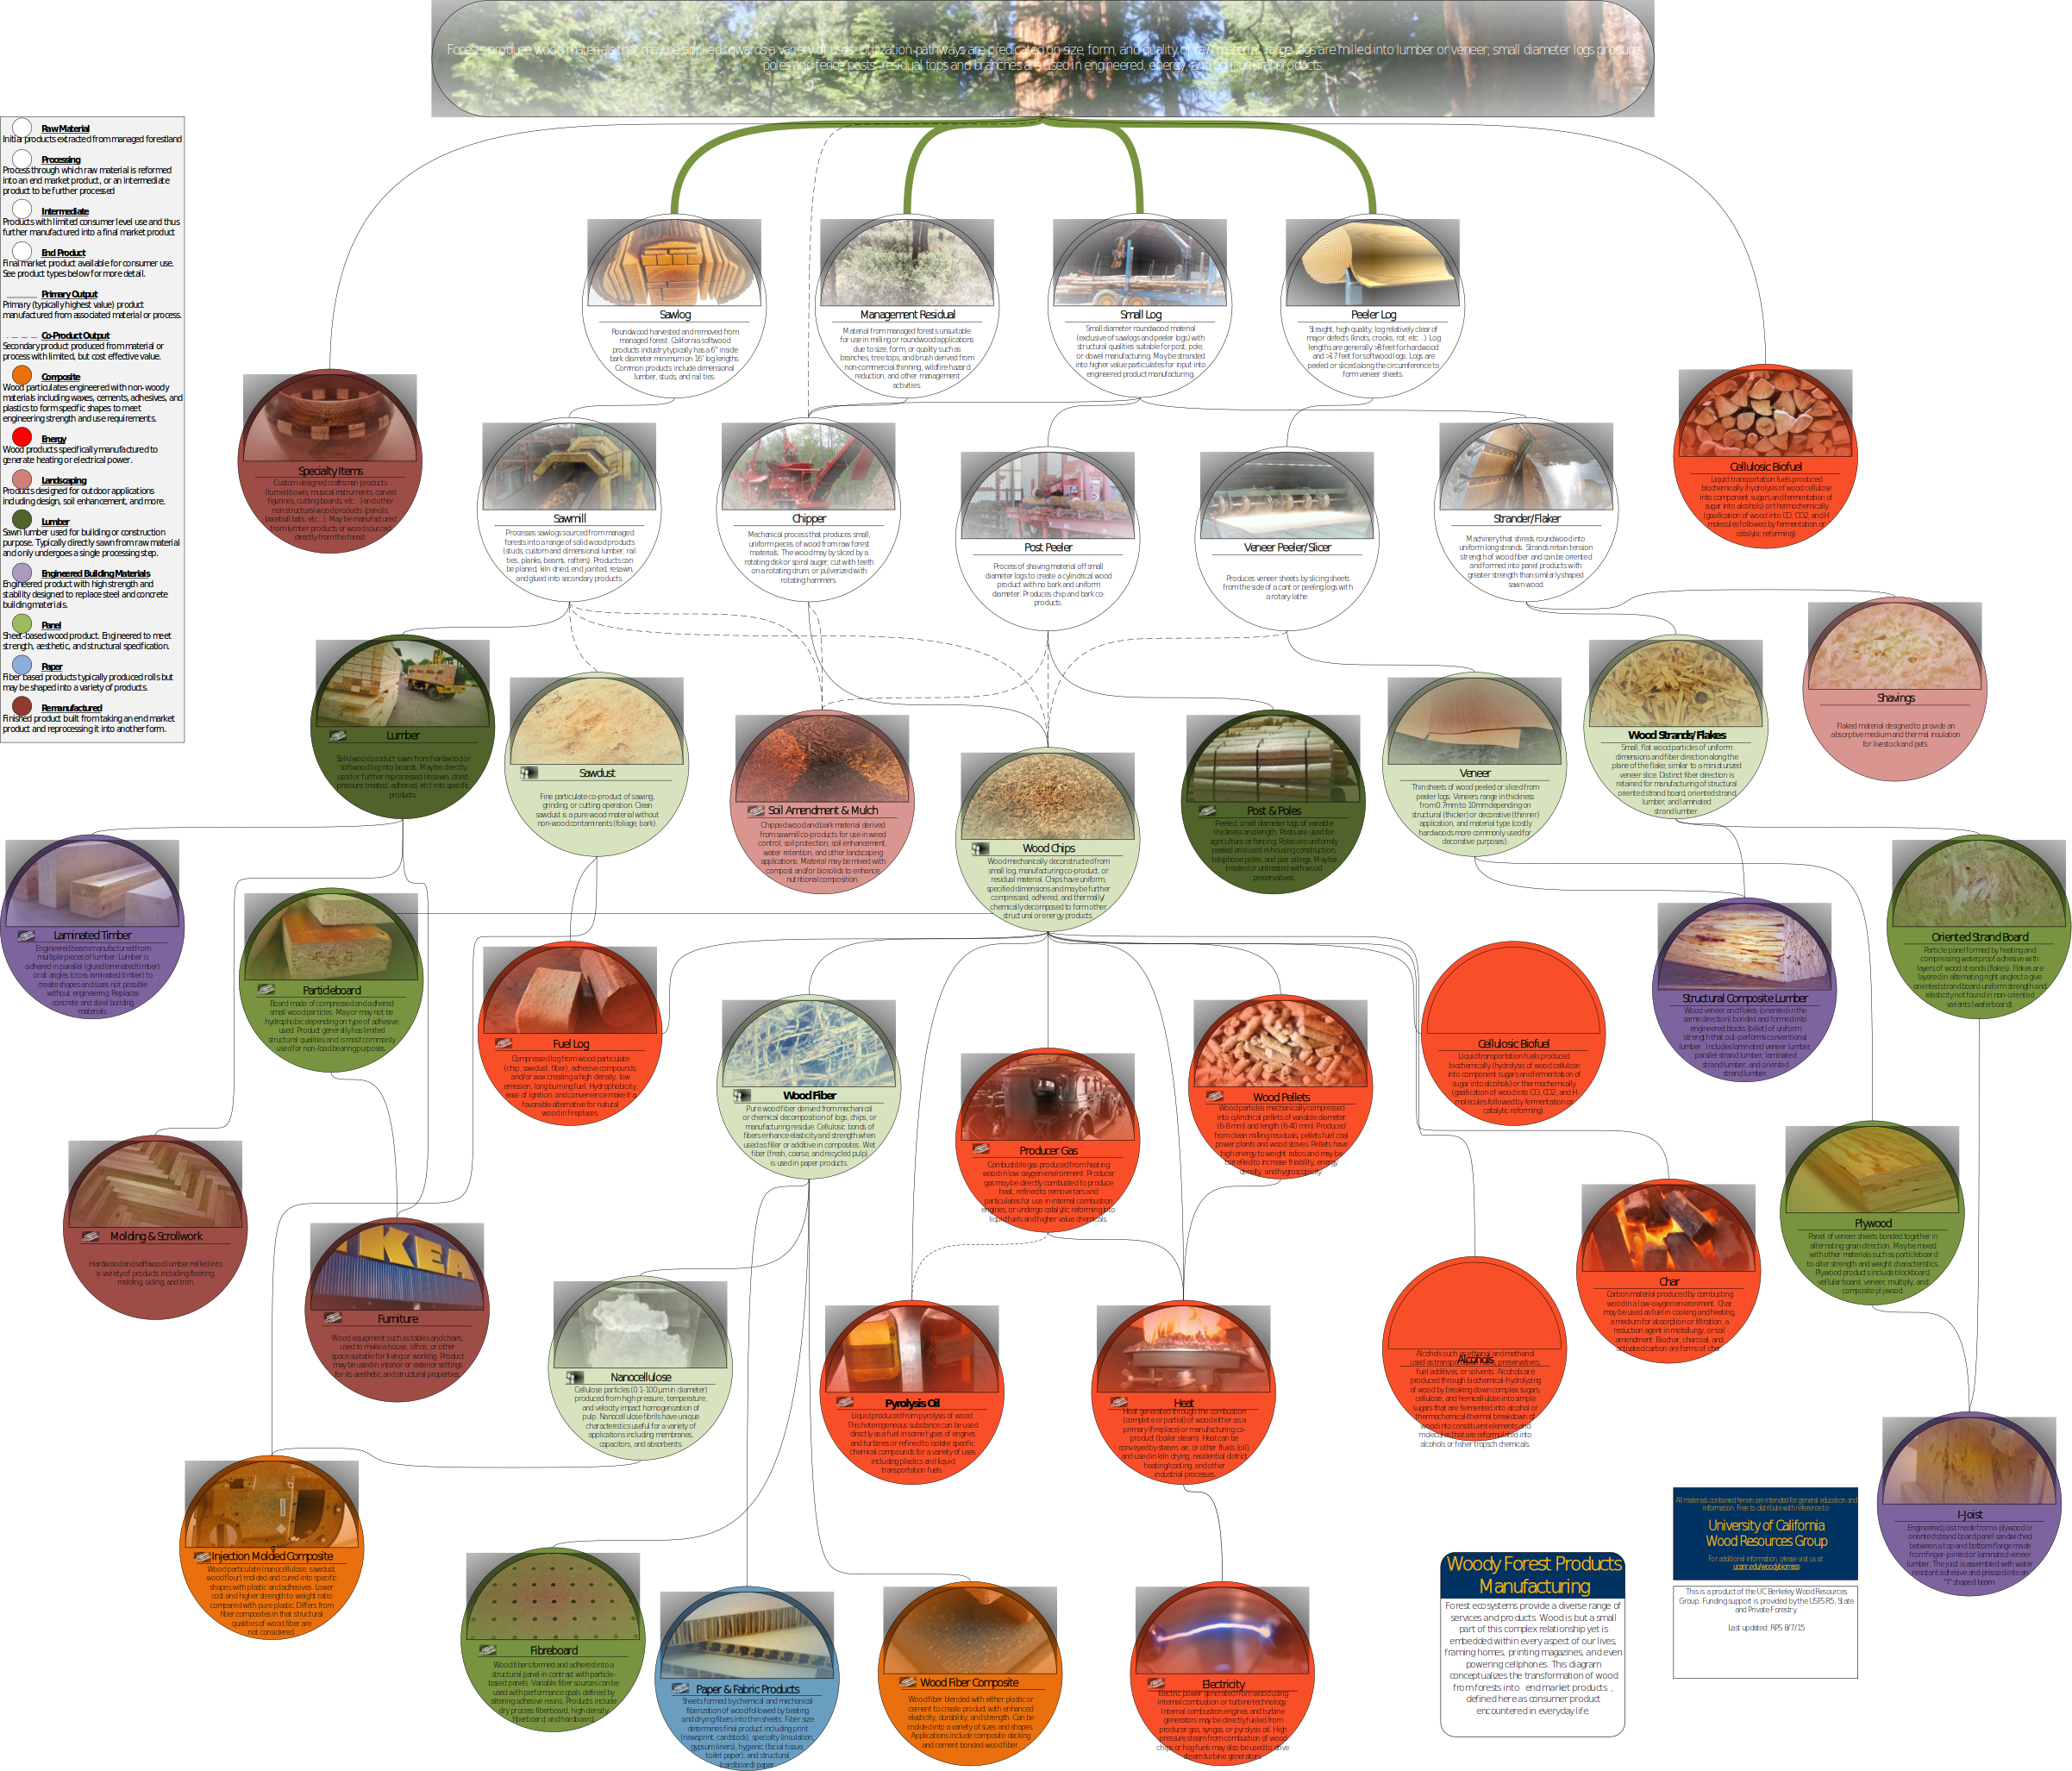 Forests produce wood materials that may be applied towards a variety of uses. Utilization pathways are predicated on size, form, and quality of raw material. Large logs are milled into lumber or veneer; small diameter logs produce
poles and fence posts; residual tops and branches are used in engineered, energy, and agricultural products.
Raw Material
Initial products extracted from managed forestland
Processing
Process through which raw material is reformed
into an end market product, or an intermediate
product to be further processed
Intermediate
Products with limited consumer level use and thus
further manufactured into a final market product
End Product
Final market product available for consumer use.
See product types below for more detail.
Primary Output
Primary (typically highest value) product
manufactured from associated material or process.
Co-Product Output
Secondary product produced from material or
process with limited, but cost effective value.
Composite
Wood particulates engineered with non-woody
materials including waxes, cements, adhesives, and
plastics to form specific shapes to meet
engineering strength and use requirements.
Energy
Wood products specifically manufactured to
generate heating or electrical power.
Landscaping
Products designed for outdoor applications
including design, soil enhancement, and more.
Lumber
Sawn lumber used for building or construction
purpose. Typically directly sawn from raw material
and only undergoes a single processing step.
Engineered Building Materials
Engineered product with high strength and
stability designed to replace steel and concrete
building materials.
Panel
Sheet-based wood product. Engineered to meet
strength, aesthetic, and structural specification.
Paper
Fiber based products typically produced rolls but
may be shaped into a variety of products.
Remanufactured
Finished product built from taking an end market
product and reprocessing it into another form.
Sawlog
Roundwood harvested and removed from
managed forest. California softwood
products industry typically has a 6" inside
bark diameter minimum on 16' log lengths.
Common products include dimensional
lumber, studs, and rail ties.
Management Residual
Material from managed forests unsuitable
for use in milling or roundwood applications
due to size, form, or quality such as
branches, tree tops, and brush derived from
non-commercial thinning, wildfire hazard
reduction, and other management
activities.
Small Log
Small diameter roundwood material
(exclusive of sawlogs and peeler logs) with
structural qualities suitable for post, pole,
or dowel manufacturing. May be stranded
into higher value particulates for input into
engineered product manufacturing.
Peeler Log
Straight, high quality, log relatively clear of
major defects (knots, crooks, rot, etc...). Log
lengths are generally >8 feet for hardwood
and >17 feet for softwood logs. Logs are
peeled or sliced along the circumference to
form veneer sheets.
Specialty Items
Custom designed craftsman products
(turned bowls, musical instruments, carved
figurines, cutting boards, etc...) and other
non structural wood products (pencils,
baseball bats, etc...). May be manufactured
from lumber products or wood sourced
directly from the forest.
Sawmill
Processes sawlogs sourced from managed
forests into a range of solid wood products
(studs, custom and dimensional lumber, rail
ties, planks, beams, rafters). Products can
be planed, kiln dried, end jointed, resawn,
and glued into secondary products.
Chipper
Mechanical process that produces small,
uniform pieces of wood from raw forest
materials. The wood may by sliced by a
rotating disk or spiral auger, cut with teeth
on a rotating drum, or pulverized with
rotating hammers.
Post Peeler
Process of shaving material off small
diameter logs to create a cylindrical wood
product with no bark and uniform
diameter. Produces chip and bark co-
products.
Veneer Peeler/Slicer
Produces veneer sheets by slicing sheets
from the side of a cant or peeling logs with
a rotary lathe.
Strander/Flaker
Machinery that shreds roundwood into
uniform long strands. Strands retain tension
strength of wood fiber and can be oriented
and formed into panel products with
greater strength than similarly shaped
sawn wood.
Cellulosic Biofuel
Liquid transportation fuels produced
biochemically (hydrolysis of wood cellulose
into component sugars and fermentation of
sugar into alcohols) or thermochemically
(gasification of wood into CO, CO2, and H
molecules followed by fermentation or
catalytic reforming)
Lumber
Solid wood product sawn from hardwood or
softwood log into boards. May be directly
used or further reprocessed (resawn, dried,
pressure treated, adhered, etc) into specific
products.
Sawdust
Fine particulate co-product of sawing,
grinding, or cutting operation. Clean
sawdust is a pure wood material without
non-wood contaminants (foliage, bark).
Soil Amendment & Mulch
Chipped wood and bark material derived
from sawmill co-products for use in weed
control, soil protection, soil enhancement,
water retention, and other landscaping
applications. Material may be mixed with
compost and/or biosolids to enhance
nutritional composition.
Wood Chips
Wood mechanically deconstructed from
small log, manufacturing co-product, or
residual material. Chips have uniform,
specified dimensions and may be further
compressed, adhered, and thermally/
chemically decomposed to form other
structural or energy products.
Post & Poles
Peeled, small diameter logs of variable
thickness and length. Posts are used for
agriculture or fencing. Poles are uniformly
peeled and used in housing construction,
telephone poles, and pier pilings. May be
treated or untreated with wood
preservatives.
Veneer
Thin sheets of wood peeled or sliced from
peeler logs. Veneers range in thickness
from 0.7mm to 10mm depending on
structural (thicker) or decorative (thinner)
application, and material type (costly
hardwoods more commonly used for
decorative purposes).
Wood Strands/Flakes
Small, flat wood particles of uniform
dimensions and fiber direction along the
plane of the flake; similar to a miniaturized
veneer slice. Distinct fiber direction is
retained for manufacturing of structural
oriented strand board, oriented strand
lumber, and laminated
strand lumber.
Shavings
Flaked material designed to provide an
absorptive medium and thermal insulation
for livestock and pets.
Laminated Timber
Engineered beam manufactured from
multiple pieces of lumber. Lumber is
adhered in parallel (glued laminated timber)
or at angles (cross laminated timber) to
create shapes and sizes not possible
without engineering. Replaces
concrete and steel building
materials.
Particleboard
Board made of compressed and adhered
small wood particles. May or may not be
hydrophobic depending on type of adhesive
used. Product generally has limited
structural qualities and is most commonly
used for non-load bearing purposes.
Fuel Log
Compressed log from wood particulate
(chip, sawdust, fiber), adhesive compounds,
and/or wax creating a high density, low
emission, long burning fuel. Hydrophobicity,
ease of ignition, and convenience make it a
favorable alternative for natural
wood in fireplaces.
Wood Fiber
Pure wood fiber derived from mechanical
or chemical decomposition of logs, chips, or
manufacturing residue. Cellulosic bonds of
fibers enhance elasticity and strength when
used as filler or additive in composites. Wet
fiber (fresh, coarse, and recycled pulp)
is used in paper products.
Producer Gas
Combustible gas produced from heating
wood in low oxygen environment. Producer
gas may be directly combusted to produce
heat, refined to remove tars and
particulates for use in internal combustion
engines, or undergo catalytic reforming into
liquid fuels and higher value chemicals.
Wood Pellets
Wood particles mechanically compressed
into cylindrical pellets of variable diameter
(6-8 mm) and length (6-40 mm). Produced
from clean milling residuals, pellets fuel coal
power plants and wood stoves. Pellets have
high energy to weight ratios and may be
torrefied to increase friability, energy
density, and hygroscopicity.
Cellulosic Biofuel
Liquid transportation fuels produced
biochemically (hydrolysis of wood cellulose
into component sugars and fermentation of
sugar into alcohols) or thermochemically
(gasification of wood into CO, CO2, and H
molecules followed by fermentation or
catalytic reforming)
Structural Composite Lumber
Wood veneer and flakes (oriented in the
same direction) bonded and formed into
engineered blocks (billet) of uniform
strength that out-performs conventional
lumber. Includes laminated veneer lumber,
parallel strand lumber, laminated
strand lumber, and oriented
strand lumber.
Oriented Strand Board
Particle panel formed by heating and
compressing waterproof adhesive with
layers of wood strands (flakes). Flakes are
layered in alternating right angles to give
oriented strand board uniform strength and
elasticity not found in non-oriented
variants (waferboard).
Molding & Scrollwork
Hardwood and softwood lumber milled into
a variety of products including flooring,
molding, siding, and trim.
IKEA
Furniture
Wood equipment such as tables and chairs,
used to make a house, office, or other
space suitable for living or working. Product
may be used in interior or exterior settings
for its aesthetic and structural properties.
Nanocellulose
Cellulose particles (0.1-100 µm in diameter)
produced from high pressure, temperature,
and velocity impact homogenization of
pulp. Nanocellulose fibrils have unique
characteristics useful for a variety of
applications including membranes,
capacitors, and absorbents.
Pyrolysis Oil
Liquid produced from pyrolysis of wood.
This heterogeneous substance can be used
directly as a fuel in some types of engines
and turbines or refined to isolate specific
chemical compounds for a variety of uses
including plastics and liquid
transportation fuels.
Heat
Heat generated through the combustion
(complete or partial) of wood either as a
primary (fireplace) or manufacturing co-
product (boiler steam). Heat can be
conveyed by steam, air, or other fluids (oil),
and used in kiln drying, residential district
heating/cooling, and other
industrial processes.
Alcohols
Alcohols such as ethanol and methanol
used as transportation fuels, preservatives,
fuel additives, or solvents. Alcohols are
produced through biochemical-hydrolyzing
of wood by breaking down complex sugars,
cellulose, and hemicellulose into simple
sugars that are fermented into alcohol or
thermochemical-thermal breakdown of
wood into constituent elements and
molecules that are reformulated into
alcohols or fisher tropsch chemicals.
Char
Carbon material produced by combusting
wood in a low-oxygen environment. Char
may be used as fuel in cooking and heating,
a medium for absorption or filtration, a
reduction agent in metallurgy, or soil
amendment. Biochar, charcoal, and
activated carbon are forms of char.
Plywood
Panel of veneer sheets bonded together in
alternating grain direction. May be mixed
with other materials such as particleboard
to alter strength and weight characteristics.
Plywood products include blockboard,
vellular board, veneer, multiply, and
composite plywood.
Injection Molded Composite
Wood particulate (nanocellulose, sawdust,
wood flour) molded and cured into specific
shapes with plastic and adhesives. Lower
cost and higher strength to weight ratio
compared with pure plastic. Differs from
fiber composites in that structural
qualities of wood fiber are
not considered.
Fibreboard
Wood fibers formed and adhered into a
structural panel in contrast with particle-
based panels. Variable fiber sources can be
used with performance goals defined by
altering adhesive resins. Products include
dry process fiberboard, high density
fiberboard, and hardboard.
Paper & Fabric Products
Sheets formed by chemical and mechanical
fiberization of wood followed by beating
and drying fibers into thin sheets. Fiber size
determines final product including print
(newsprint, cardstock), specialty (insulation,
gypsum liners), hygienic (facial tissue,
toilet paper), and structural
(cardboard) paper.
Wood Fiber Composite
Wood fiber blended with either plastic or
cement to create product with enhanced
elasticity, durability, and strength. Can be
molded into a variety of sizes and shapes.
Applications include composite decking
and cement bonded wood fiber.
Electricity
Electric power generated from wood using
internal combustion or turbine technology.
Internal combustion engines and turbine
generators may be directly fueled from
producer gas, syngas, or pyrolysis oil. High
pressure steam from combustion of wood
chips or hog fuels may also be used to drive
steam turbine generators.
I-Joist
Engineered joist made from a plywood or
oriented strand board panel sandwiched
between a top and bottom flange made
from finger-jointed or laminated veneer
lumber. The joist is assembled with water
resistant adhesive and pressed into an
"I" shaped beam.
Woody Forest Products
Manufacturing
Forest ecosystems provide a diverse range of
services and products. Wood is but a small
part of this complex relationship yet is
embedded within every aspect of our lives,
framing homes, printing magazines, and even
powering cellphones. This diagram
conceptualizes the transformation of wood
from forests into end market products,
defined here as consumer product
encountered in everyday life.
All materials contained herein are intended for general education and
information. Free to distribute with reference to:
University of California
Wood Resources Group
For additional information, please visit us at:
ucanr.edu/woodybiomass
This is a product of the UC Berkeley Wood Resources
Group. Funding support is provided by the USFS R5, State
and Private Forestry.
Last updated: RPS 8/7/15